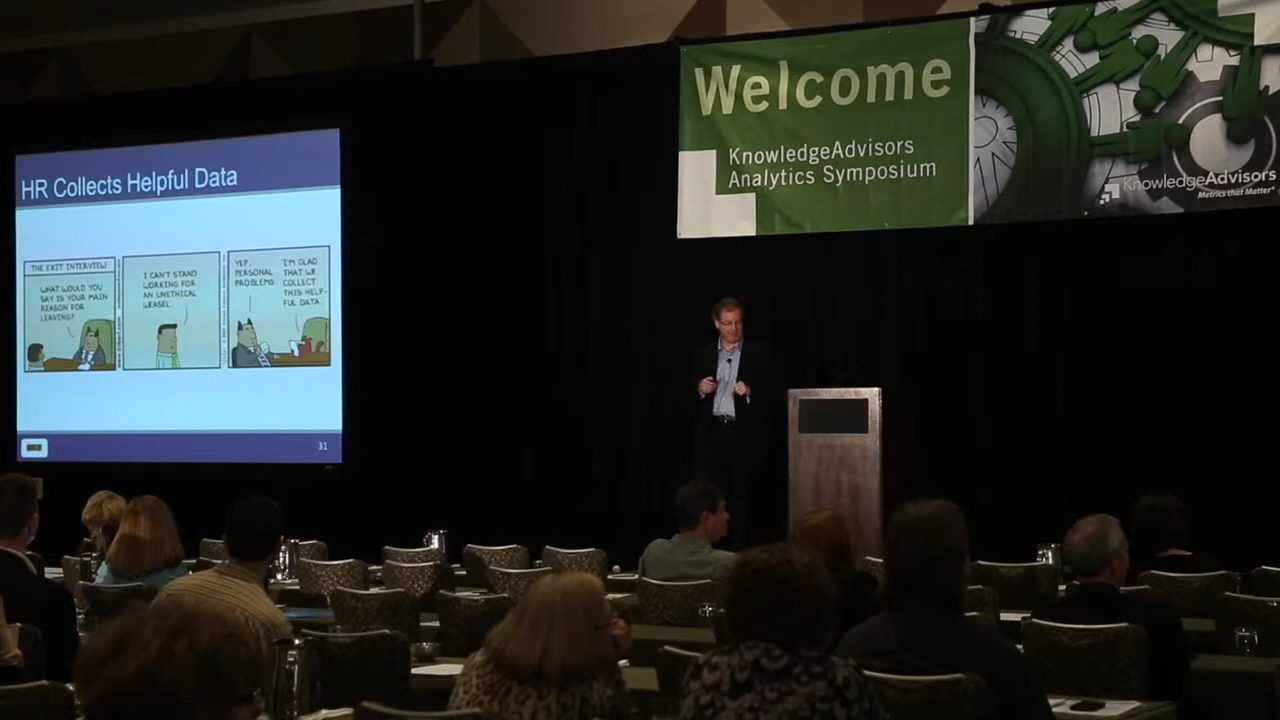 HR Collects Helpful Data
THE EXIT INTERVIEW
WHAT WOULD YOU
SAY IS YOUR MAIN
REASON FOR
LEAVING?
I CAN'T STAND
WORKING FOR
AN UNETHICAL
WEASEL.
YEP.
PERSONAL
PROBLEMS.
I'M GLAD
THAT WE
COLLECT
THIS HELP-
FUL DATA.
31
Welcome
KnowledgeAdvisors
Analytics Symposium
KnowledgeAdvisors
Metrics that Matter®